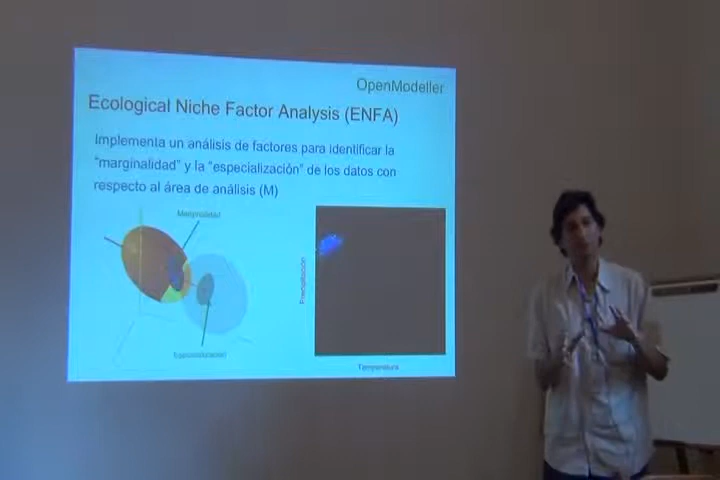 OpenModeller
Ecological Niche Factor Analysis (ENFA)
Implementa un análisis de factores para identificar la
"marginalidad" y la "especialización" de los datos con
respecto al área de análisis (M)
Marginalidad
Precipitación
Especialización
Temperatura